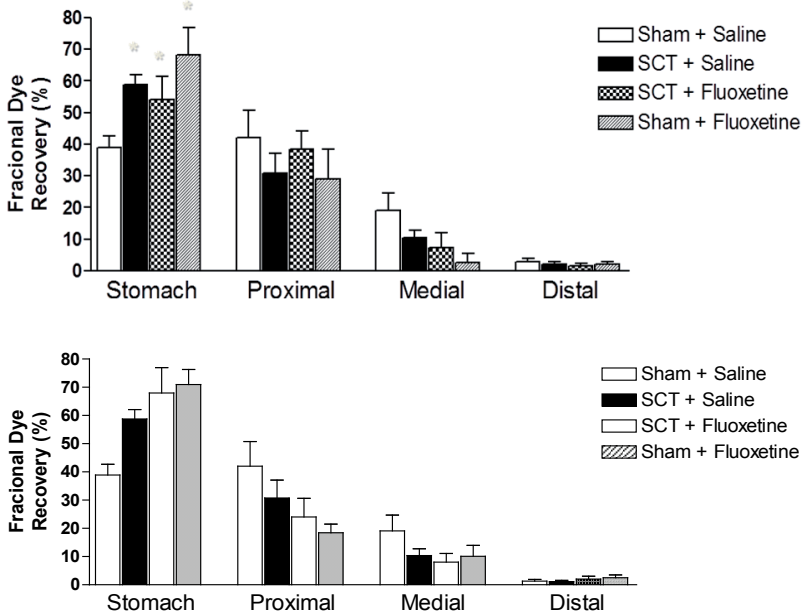 80
70
60
50
40
30
20
10
0
Fracional Dye
Recovery (%)
* * *
Sham + Saline
SCT + Saline
SCT + Fluoxetine
Sham + Fluoxetine
Stomach Proximal Medial Distal
80
70
60
50
40
30
20
10
0
Fracional Dye
Recovery (%)
Sham + Saline
SCT + Saline
SCT + Fluoxetine
Sham + Fluoxetine
Stomach Proximal Medial Distal